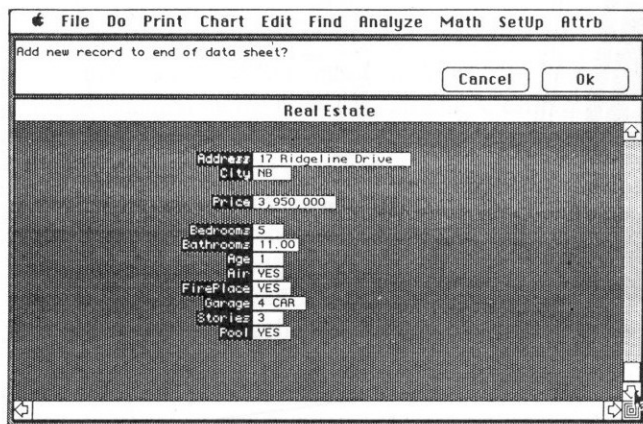 File Do Print Chart Edit Find Analyze Math SetUp Attrb
Add new record to end of data sheet?
Cancel Ok
Real Estate
Address 17 Ridgeline Drive
City NB
Price 3,950,000
Bedrooms 5
Bathrooms 11.00
Age 1
Air YES
FirePlace YES
Garage 4 CAR
Stories 3
Pool YES